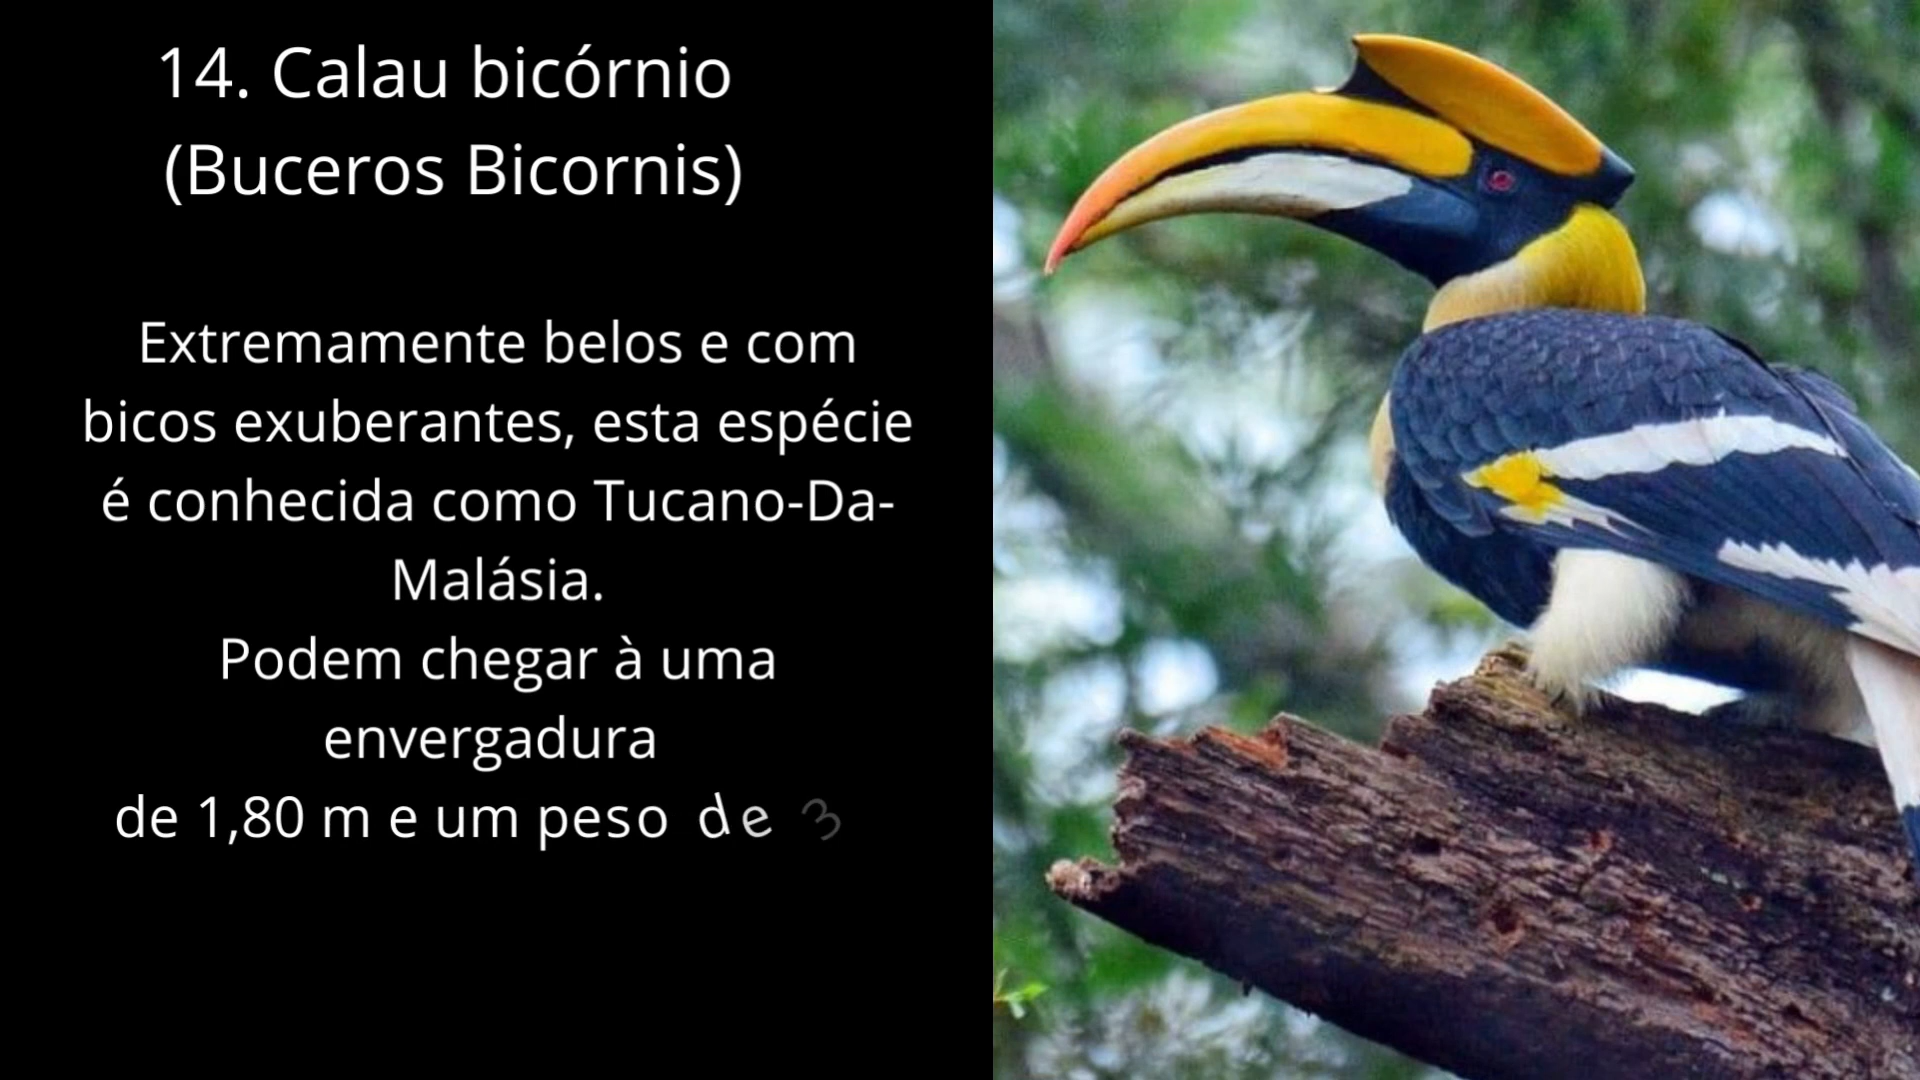 14. Calau bicórnio
(Buceros Bicornis)
Extremamente belos e com
bicos exuberantes, esta espécie
é conhecida como Tucano-Da-
Malásia.
Podem chegar à uma
envergadura
de 1,80 m e um peso de 3